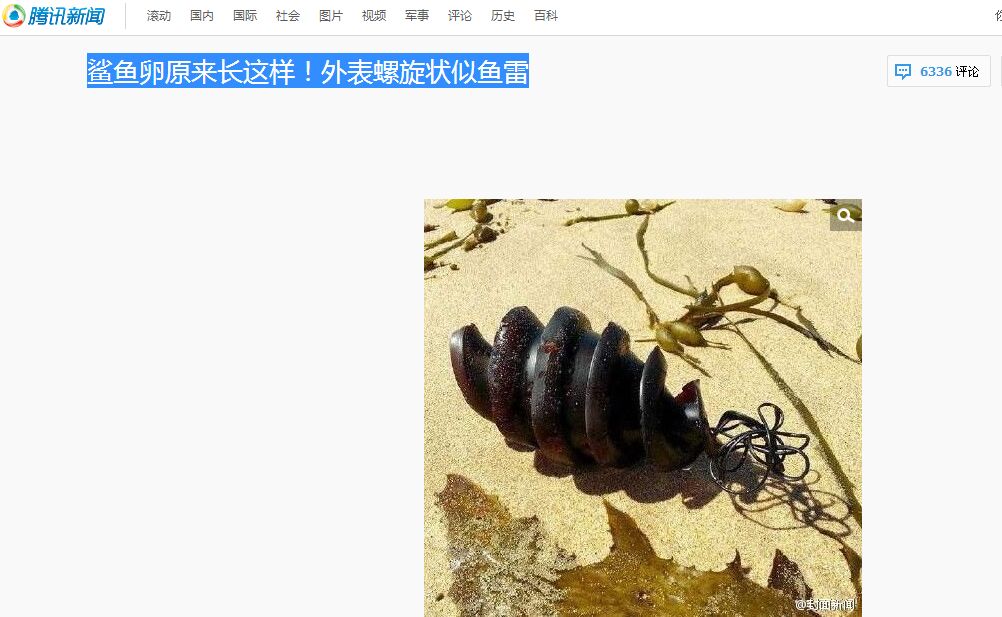 腾讯新闻 滚动 国内 国际 社会 图片 视频 军事 评论 历史 百科
鲨鱼卵原来长这样！外表螺旋状似鱼雷
6336 评论
@封面新闻